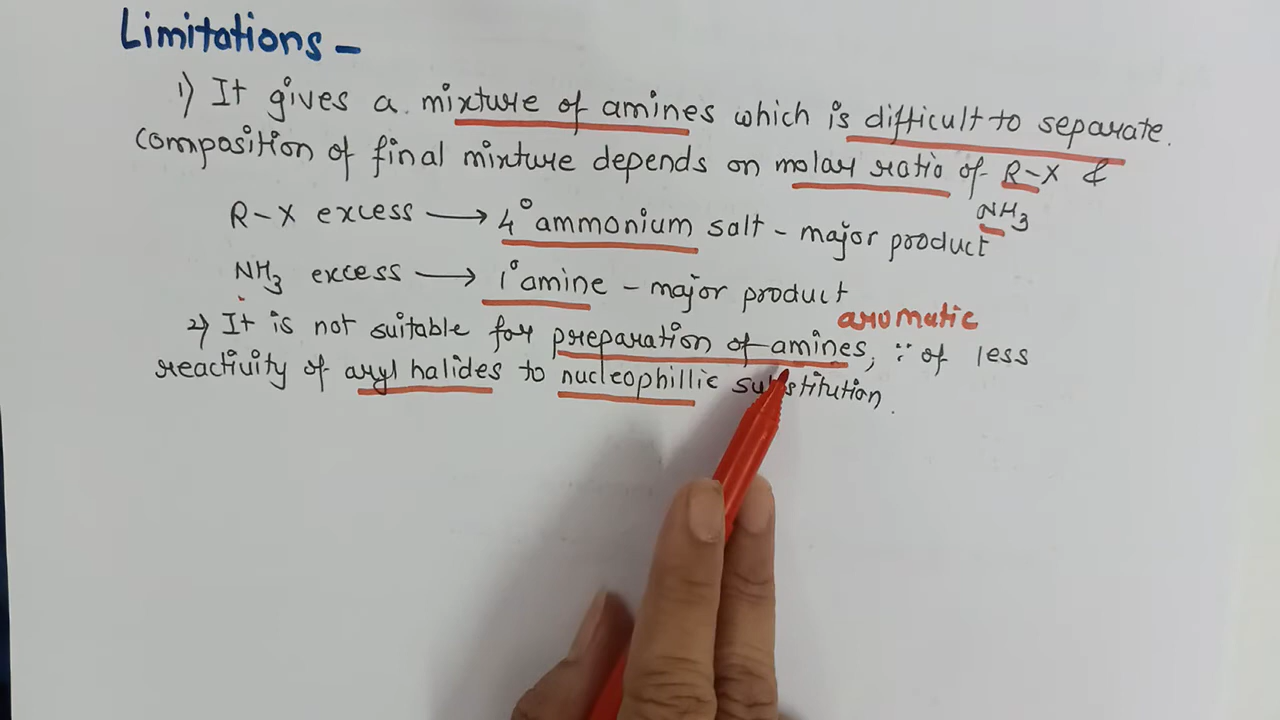 Limitations -
1) It gives a mixture of amines which is difficult to separate.
composition of final mixture depends on molar ratio of R-X &
NH3
R-X excess ⟶ 4° ammonium salt - major product
NH3 excess ⟶ 1° amine - major product
aromatic
2) It is not suitable for preparation of amines, ∵ of less
reactivity of aryl halides to nucleophillic substitution.